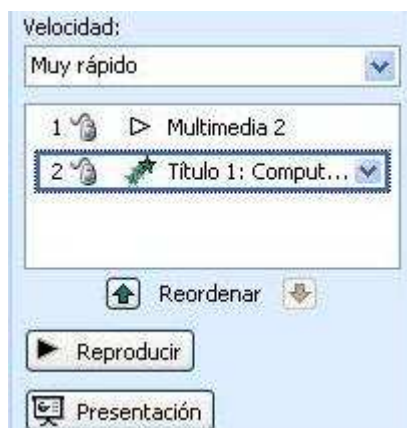 Velocidad:
Muy rápido
1 Multimedia 2
2 Título 1: Comput...
Reordenar
Reproducir
Presentación